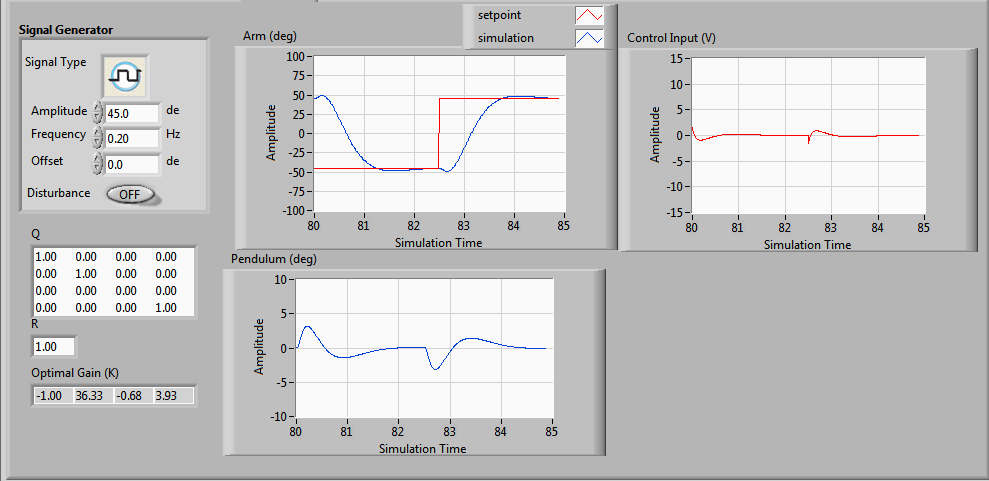 Signal Generator
Signal Type
Amplitude 45.0 de
Frequency 0.20 Hz
Offset 0.0 de
Disturbance OFF
Q
1.00 0.00 0.00 0.00
0.00 1.00 0.00 0.00
0.00 0.00 0.00 0.00
0.00 0.00 0.00 1.00
R
1.00
Optimal Gain (K)
-1.00 36.33 -0.68 3.93
setpoint
simulation
Arm (deg)
Amplitude
100
75
50
25
0
-25
-50
-75
-100
80 81 82 83 84 85
Simulation Time
Control Input (V)
Amplitude
15
10
5
0
-5
-10
-15
80 81 82 83 84 85
Simulation Time
Pendulum (deg)
Amplitude
10
5
0
-5
-10
80 81 82 83 84 85
Simulation Time